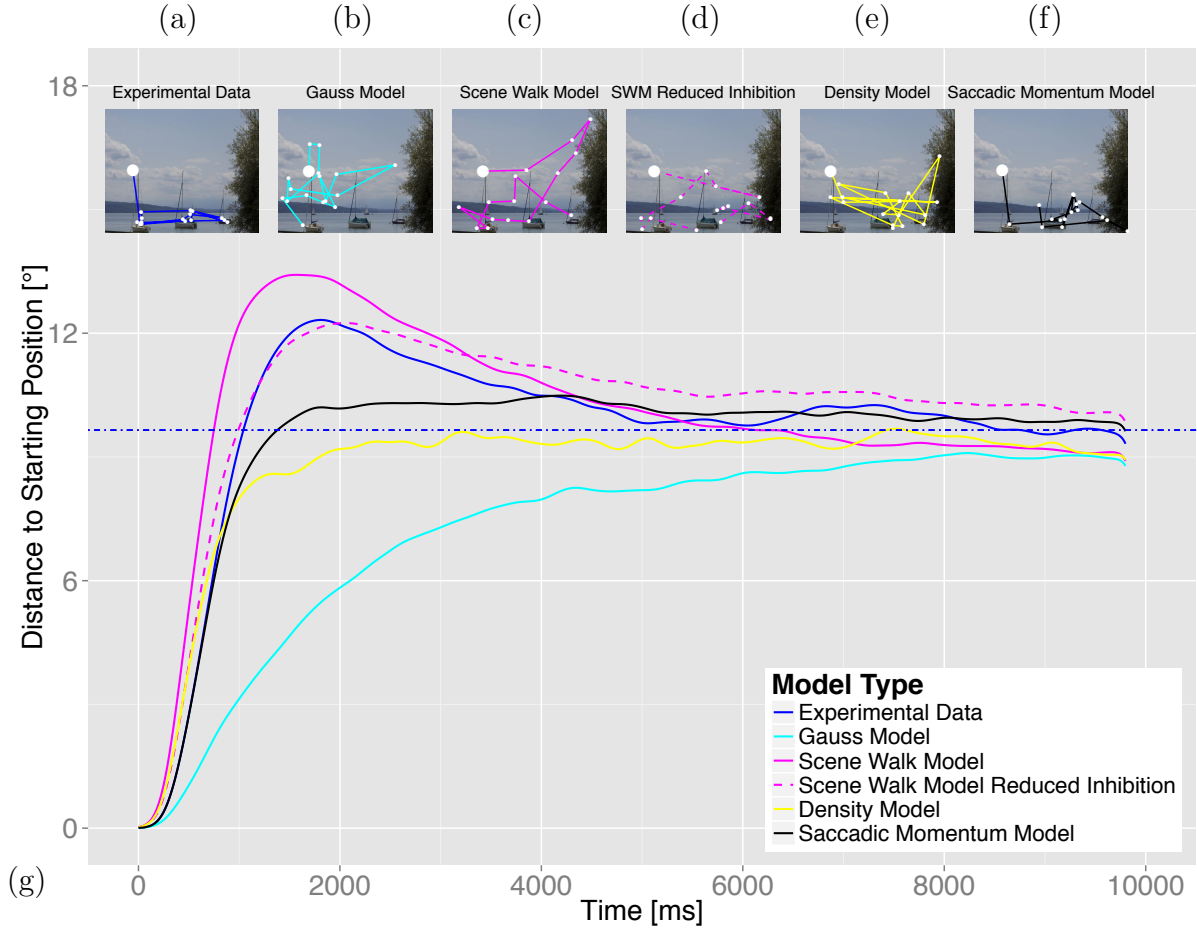 (a) (b) (c) (d) (e) (f)
18
Experimental Data Gauss Model Scene Walk Model SWM Reduced Inhibition Density Model Saccadic Momentum Model
12
6
0
Distance to Starting Position [°]
Model Type
Experimental Data
Gauss Model
Scene Walk Model
Scene Walk Model Reduced Inhibition
Density Model
Saccadic Momentum Model
(g)
0 2000 4000 6000 8000 10000
Time [ms]